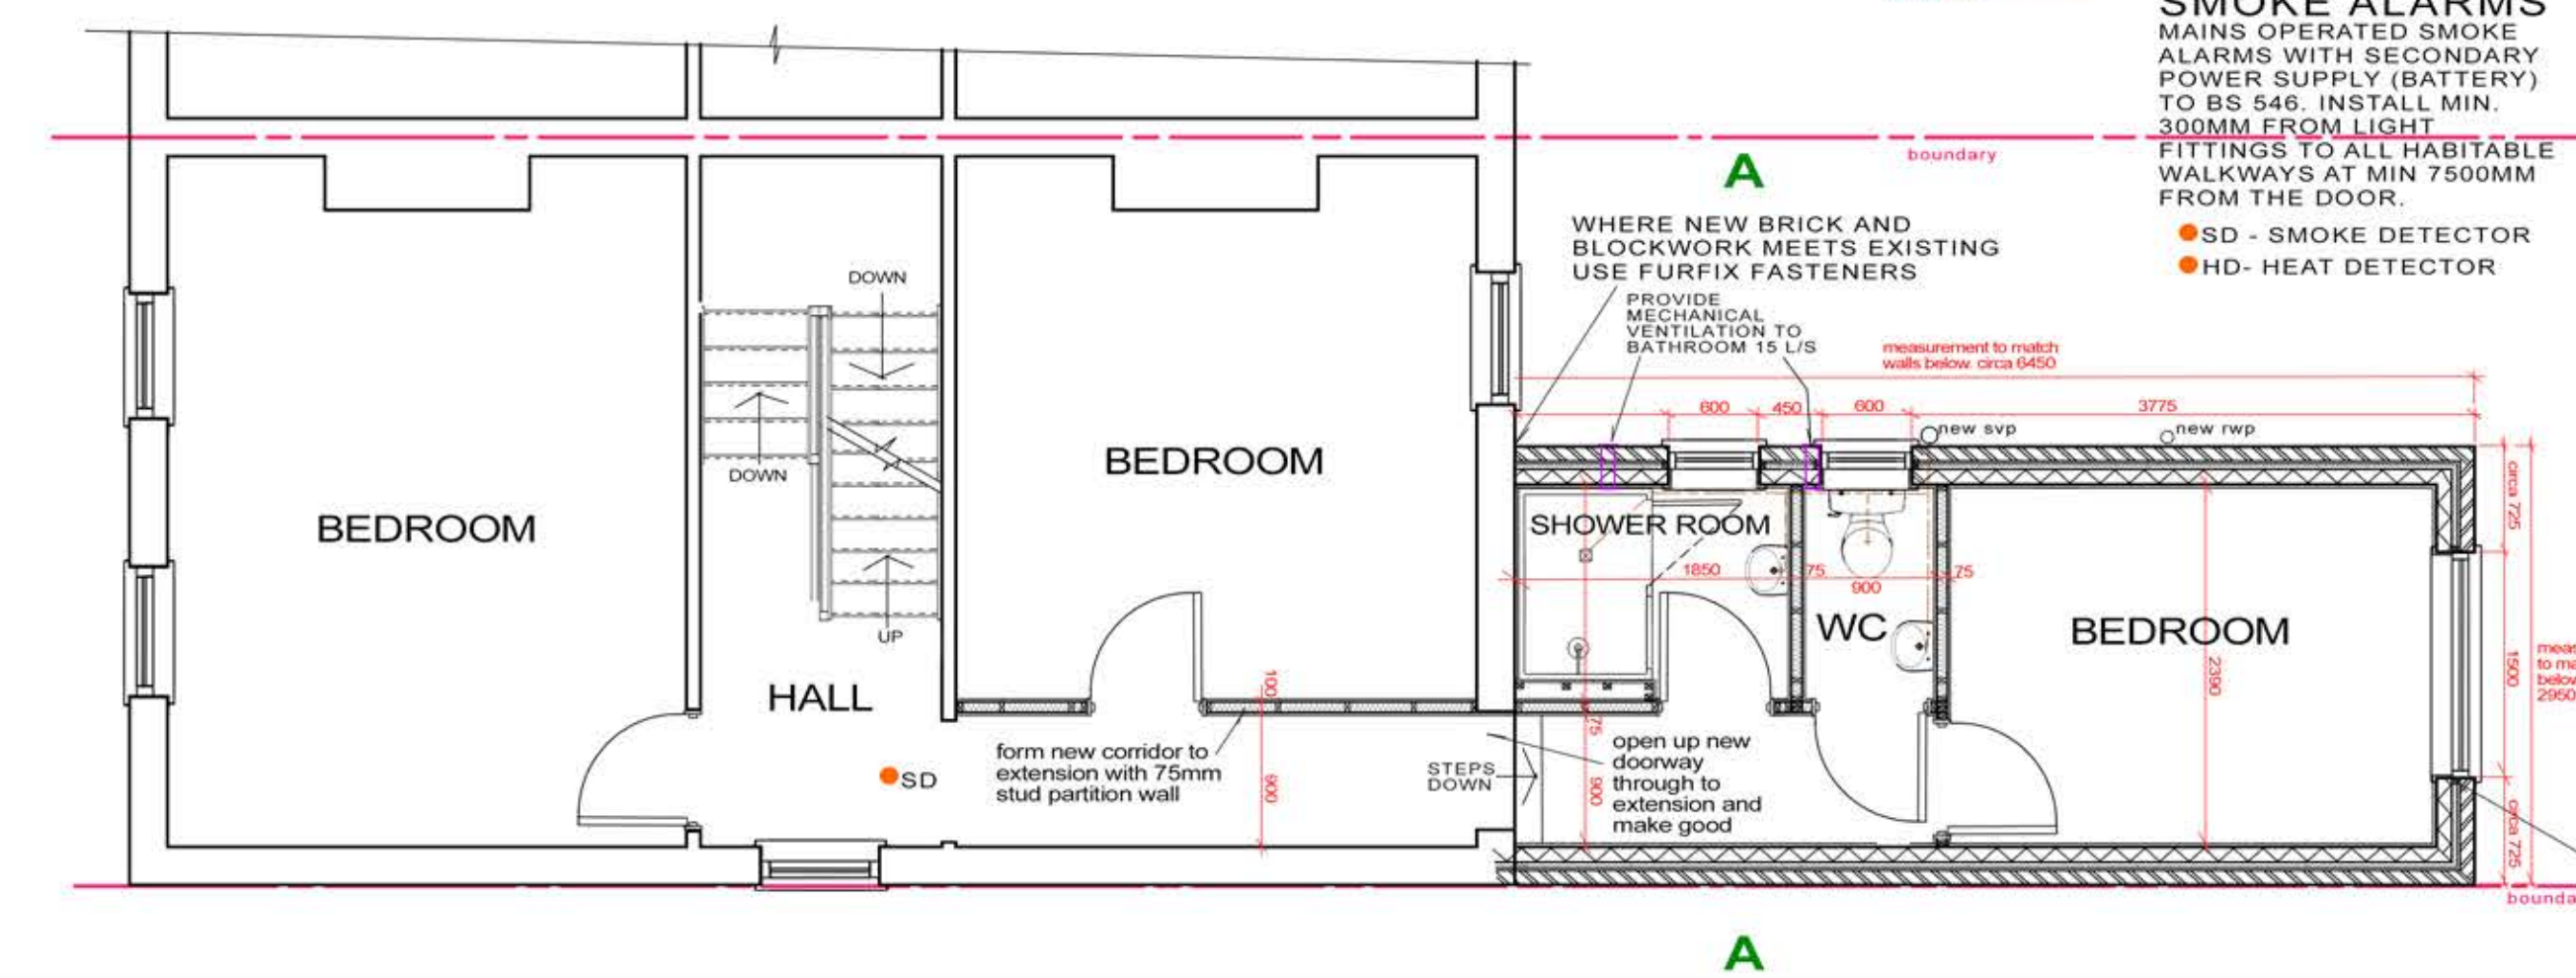 SMOKE ALARMS
MAINS OPERATED SMOKE
ALARMS WITH SECONDARY
POWER SUPPLY (BATTERY)
TO BS 546. INSTALL MIN.
300MM FROM LIGHT
FITTINGS TO ALL HABITABLE
WALKWAYS AT MIN 7500MM
FROM THE DOOR.
SD - SMOKE DETECTOR
HD- HEAT DETECTOR
boundary
A
WHERE NEW BRICK AND
BLOCKWORK MEETS EXISTING
USE FURFIX FASTENERS
PROVIDE
MECHANICAL
VENTILATION TO
BATHROOM 15 L/S
measurement to match
walls below. circa 6450
600
450
600
3775
new svp
new rwp
DOWN
DOWN
UP
BEDROOM
BEDROOM
HALL
SHOWER ROOM
1850
75
900
75
WC
BEDROOM
2390
circa 725
1500
circa 725
2950
100
900
75
900
SD
form new corridor to
extension with 75mm
stud partition wall
STEPS
DOWN
open up new
doorway
through to
extension and
make good
A